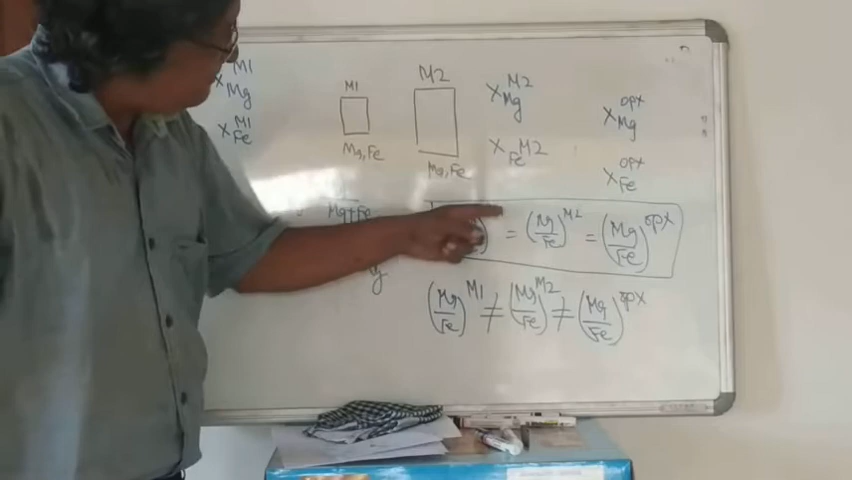 X Mg M1
X Fe M1
M1
Mg, Fe
M2
Mg, Fe
X Mg M2
X Fe M2
X Mg opx
X Fe opx
Mg+Fe
= (Mg/Fe)^M2 = (Mg/Fe)^opx
(Mg/Fe)^M1 ≠ (Mg/Fe)^M2 ≠ (Mg/Fe)^opx